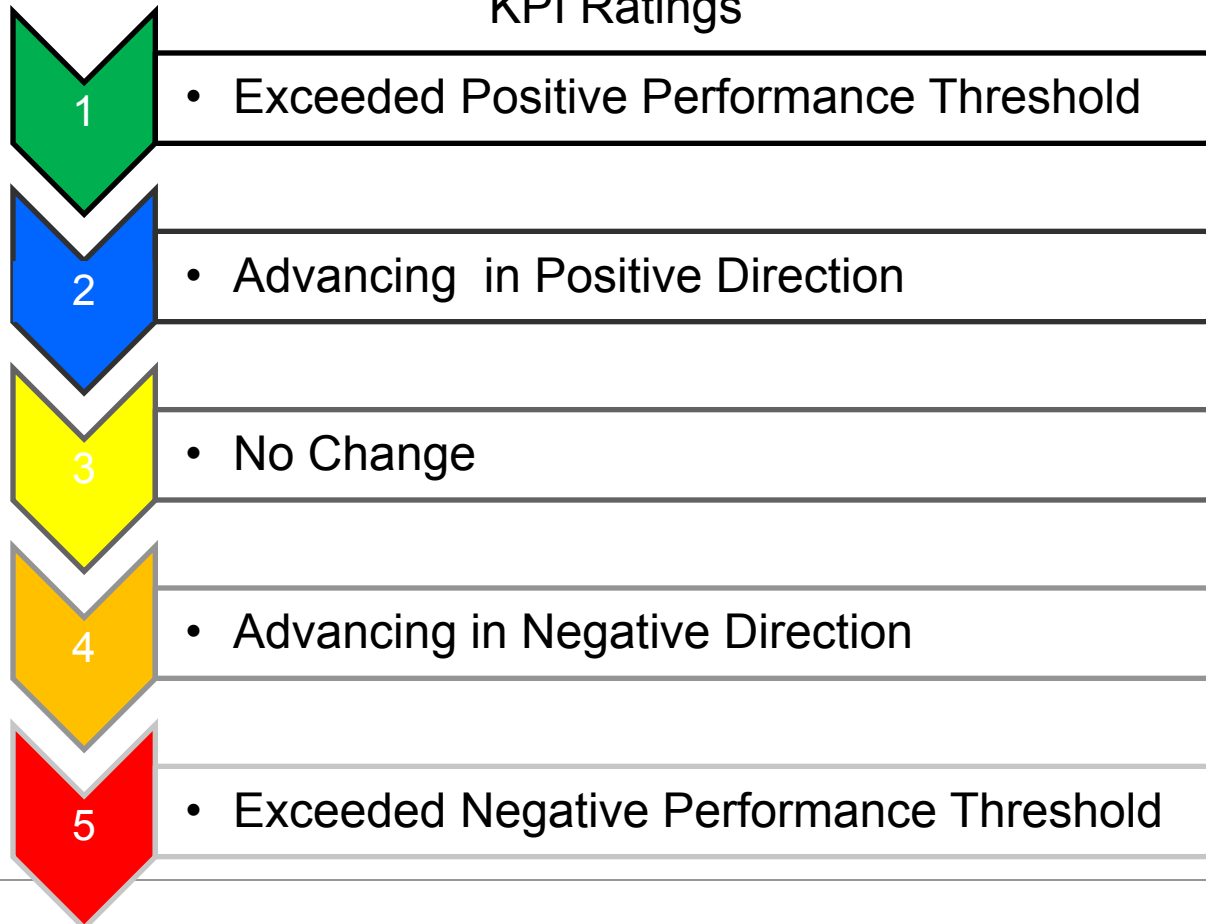 KPI Ratings
1
• Exceeded Positive Performance Threshold
2
• Advancing  in Positive Direction
3
• No Change
4
• Advancing in Negative Direction
5
• Exceeded Negative Performance Threshold